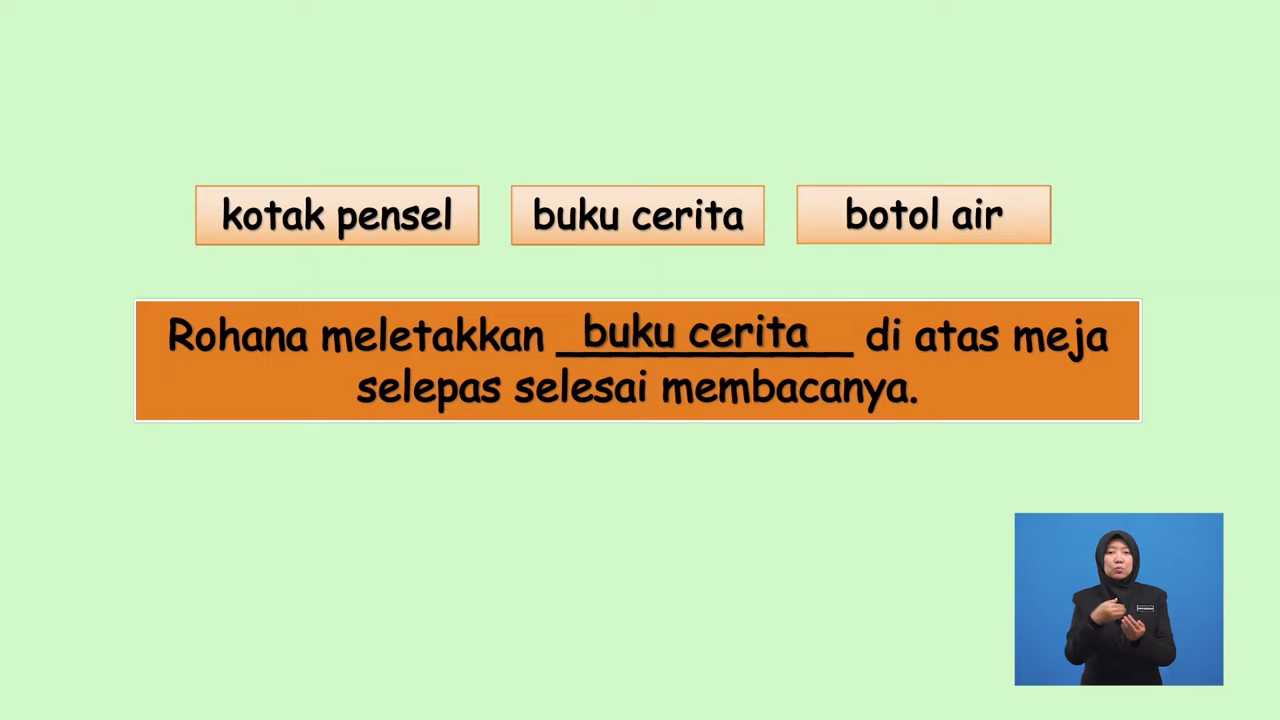 kotak pensel
buku cerita
botol air
Rohana meletakkan buku cerita di atas meja
selepas selesai membacanya.